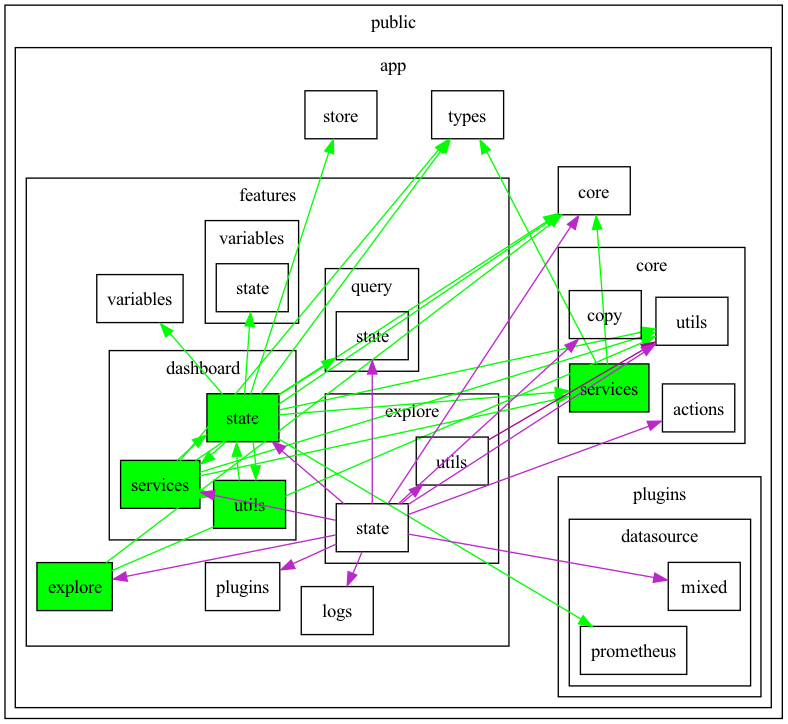 public
app
store
types
features
core
variables
state
core
query
variables
copy
utils
state
dashboard
services
state
explore
actions
utils
services
utils
plugins
state
datasource
explore
plugins
mixed
logs
prometheus